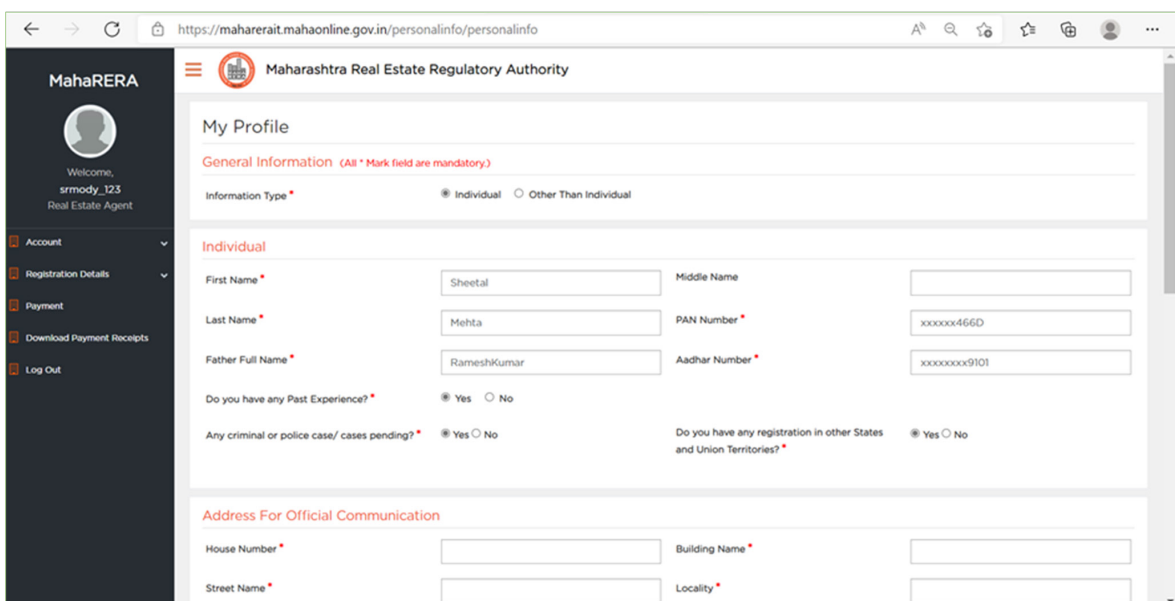 https://maharerait.mahaonline.gov.in/personalinfo/personalinfo
MahaRERA
Welcome,
srmody_123
Real Estate Agent
Account
Registration Details
Payment
Download Payment Receipts
Log Out
Maharashtra Real Estate Regulatory Authority
My Profile
General Information (All * Mark field are mandatory.)
Information Type * Individual Other Than Individual
Individual
First Name * Sheetal Middle Name
Last Name * Mehta PAN Number * xxxxxx466D
Father Full Name * RameshKumar Aadhar Number * xxxxxxxx9101
Do you have any Past Experience? * Yes No
Any criminal or police case/ cases pending? * Yes No Do you have any registration in other States Yes No
and Union Territories? *
Address For Official Communication
House Number * Building Name *
Street Name * Locality *